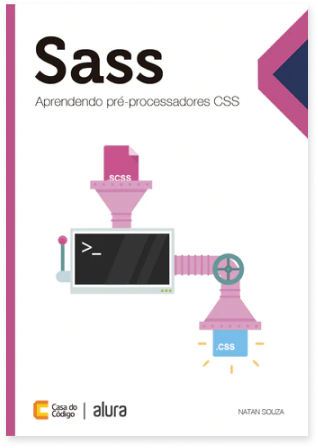 Sass
Aprendendo pré-processadores CSS
SCSS
>_
.CSS
Casa do
Código
alura
NATAN SOUZA